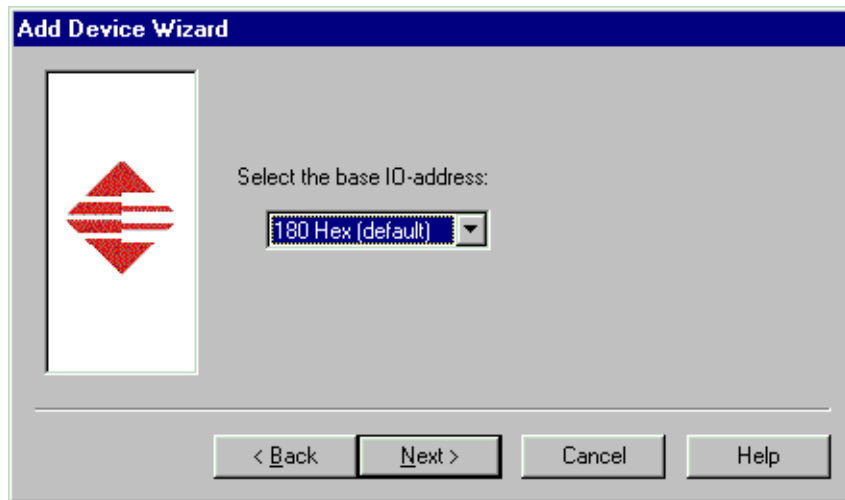 Add Device Wizard
Select the base IO-address:
180 Hex (default)
< Back
Next >
Cancel
Help